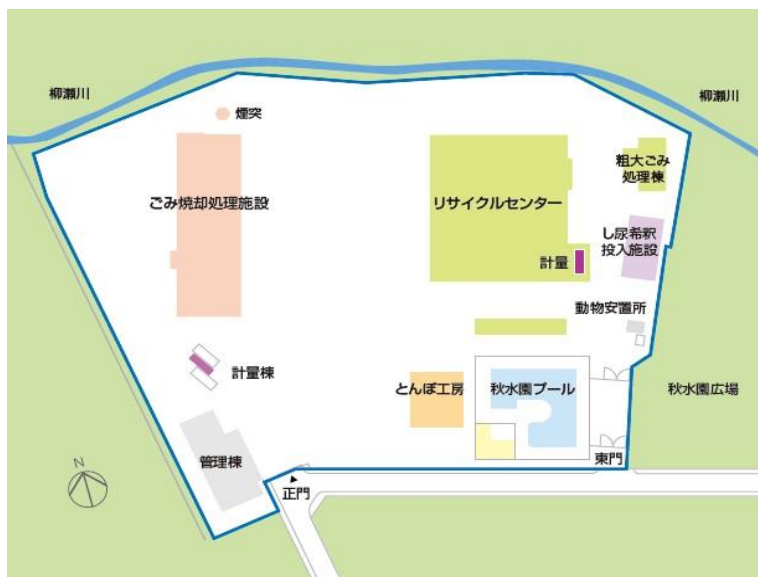 柳瀬川
柳瀬川
煙突
粗大ごみ
処理棟
ごみ焼却処理施設
リサイクルセンター
し尿希釈
投入施設
計量
動物安置所
計量棟
とんぼ工房
秋水園プール
秋水園広場
管理棟
東門
正門
N